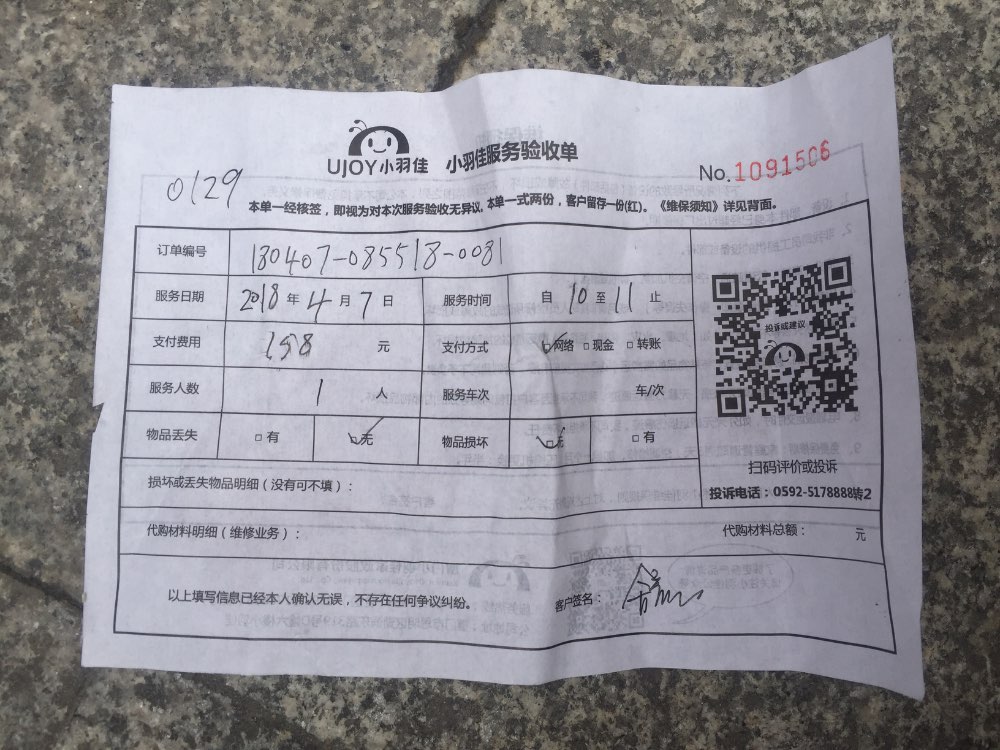 UJOY小羽佳 小羽佳服务验收单
No.1091506
0129
本单一经核签，即视为对本次服务验收无异议。本单一式两份，客户留存一份(红)。《维保须知》详见背面。
订单编号 180407-085518-0081
服务日期 2018 年 4 月 7 日 服务时间 自 10 至 11 止
支付费用 158 元 支付方式 ☑网络 □现金 □转账
服务人数 1 人 服务车次 车/次
物品丢失 □有 ☑无 物品损坏 ☑无 □有
投诉或建议
扫码评价或投诉
投诉电话：0592-5178888转2
损坏或丢失物品明细（没有可不填）：
代购材料明细（维修业务）： 代购材料总额： 元
以上填写信息已经本人确认无误，不存在任何争议纠纷。 客户签名：